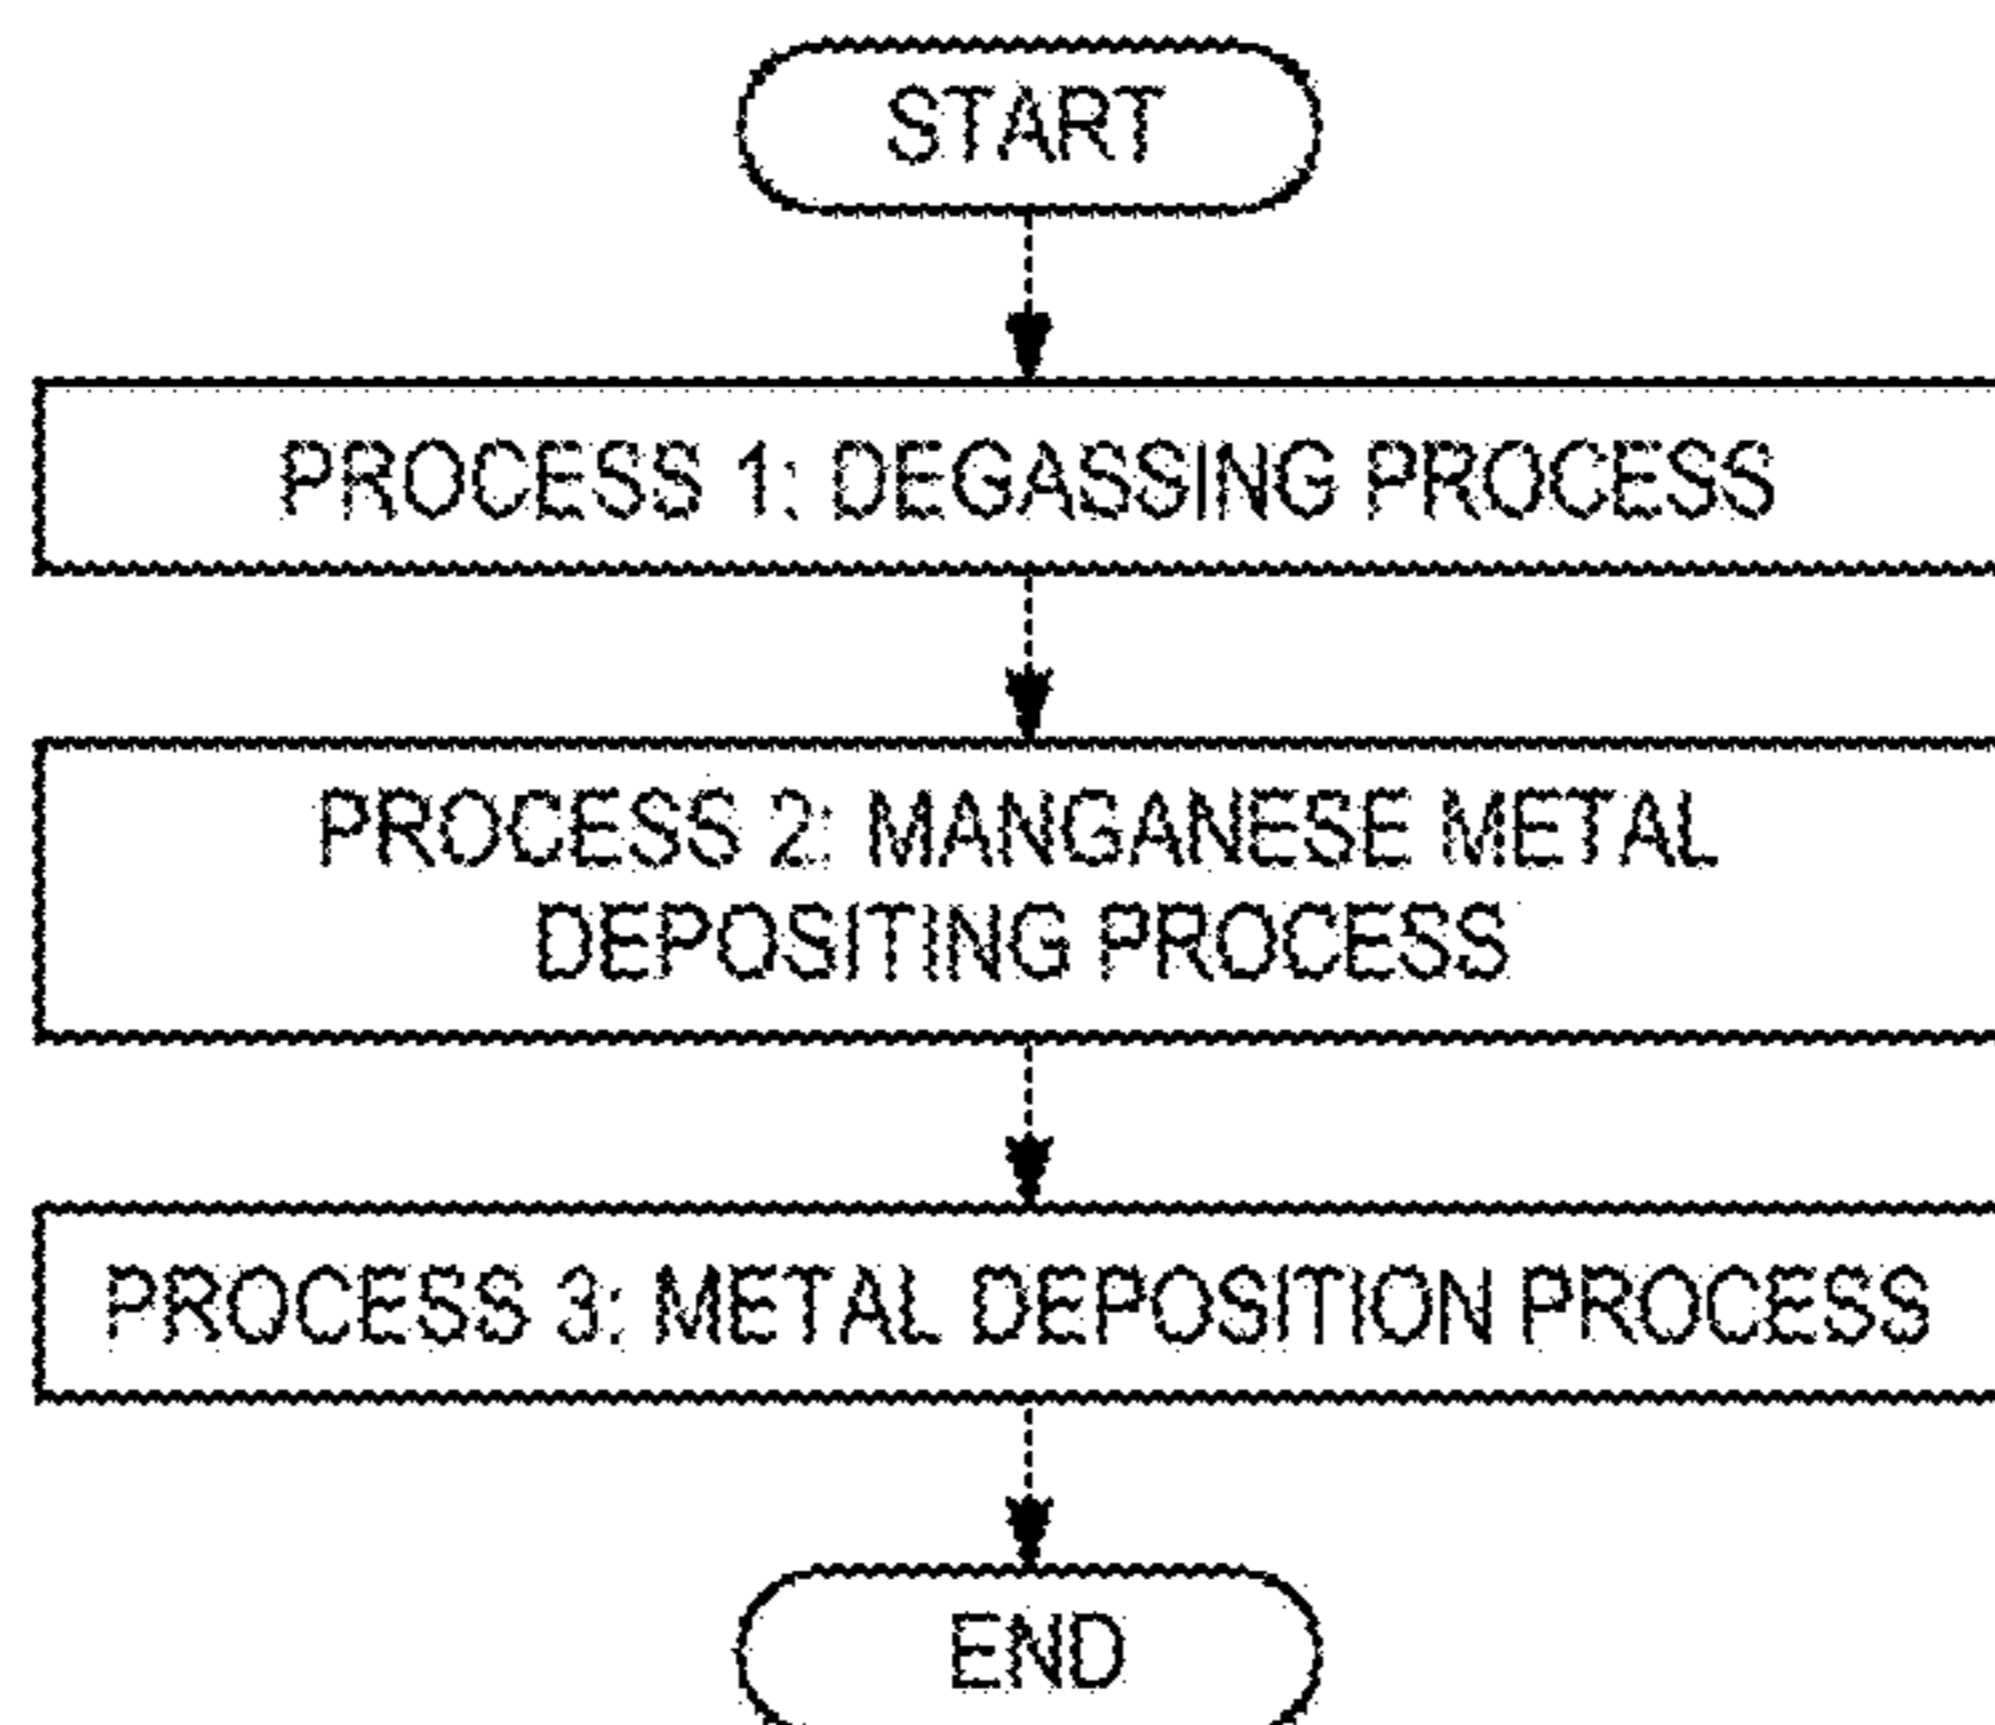 START
PROCESS 1: DEGASSING PROCESS
PROCESS 2: MANGANESE METAL
DEPOSITING PROCESS
PROCESS 3: METAL DEPOSITION PROCESS
END